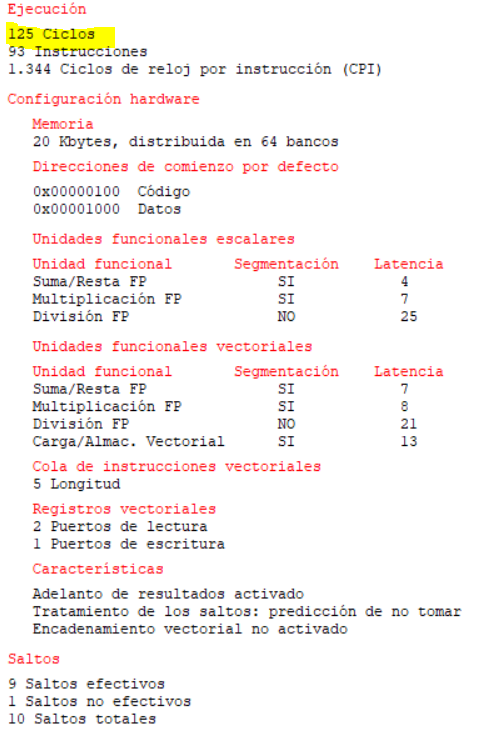 Ejecución
125 Ciclos
93 Instrucciones
1.344 Ciclos de reloj por instrucción (CPI)
Configuración hardware
Memoria
20 Kbytes, distribuida en 64 bancos
Direcciones de comienzo por defecto
0x00000100 Código
0x00001000 Datos
Unidades funcionales escalares
Unidad funcional Segmentación Latencia
Suma/Resta FP SI 4
Multiplicación FP SI 7
División FP NO 25
Unidades funcionales vectoriales
Unidad funcional Segmentación Latencia
Suma/Resta FP SI 7
Multiplicación FP SI 8
División FP NO 21
Carga/Almac. Vectorial SI 13
Cola de instrucciones vectoriales
5 Longitud
Registros vectoriales
2 Puertos de lectura
1 Puertos de escritura
Características
Adelanto de resultados activado
Tratamiento de los saltos: predicción de no tomar
Encadenamiento vectorial no activado
Saltos
9 Saltos efectivos
1 Saltos no efectivos
10 Saltos totales